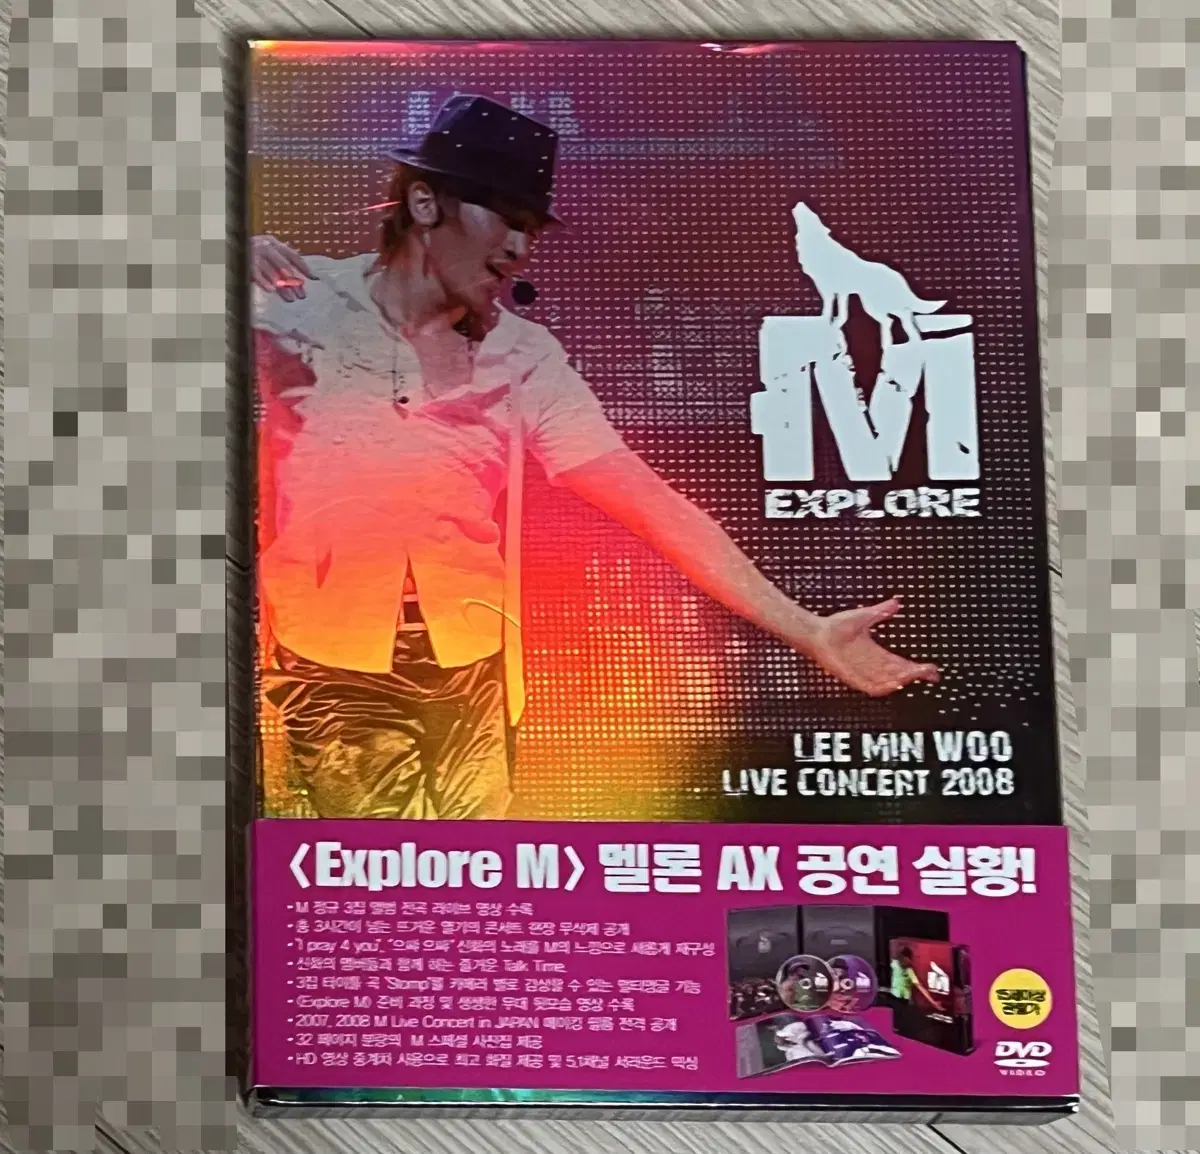 M
EXPLORE
LEE MIN WOO
LIVE CONCERT 2008
<Explore M> 멜론 AX 공연 실황!
• M 정규 3집 앨범 전곡 라이브 영상 수록
• 총 3시간이 넘는 뜨거운 열기의 콘서트 현장 무삭제 공개
• "I pray 4 you", "으쌰 으쌰" 신화의 노래를 M의 느낌으로 새롭게 재구성
• 신화의 멤버들과 함께 하는 즐거운 Talk Time
• 3집 타이틀 곡 "Stomp"를 카메라 별로 감상할 수 있는 멀티앵글 기능
• <Explore M> 준비 과정 및 생생한 무대 뒷모습 영상 수록
• 2007, 2008 M Live Concert in JAPAN 메이킹 필름 전격 공개
• 32 페이지 분량의 M 스페셜 사진집 제공
• HD 영상 중계차 사용으로 최고 화질 제공 및 5.1채널 서라운드 믹싱
15세이상
관람가
DVD
VIDEO